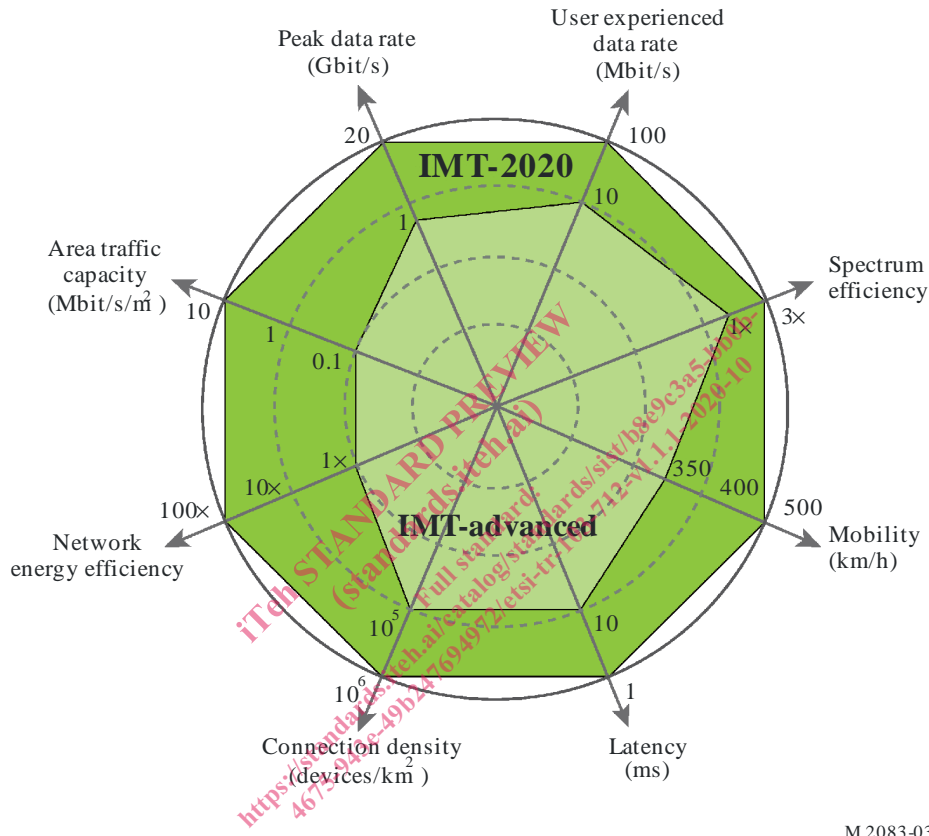 User experienced
data rate
(Mbit/s)
Peak data rate
(Gbit/s)
20
100
IMT-2020
1
10
Area traffic
capacity
(Mbit/s/m²)
10
1
0.1
Spectrum
efficiency
1×
3×
1×
10×
100×
Network
energy efficiency
350
400
500
Mobility
(km/h)
IMT-advanced
10⁵
10
10⁶
1
Connection density
(devices/km²)
Latency
(ms)
iTeh STANDARD PREVIEW
(standards.iteh.ai)
Full standard
M.2083-03